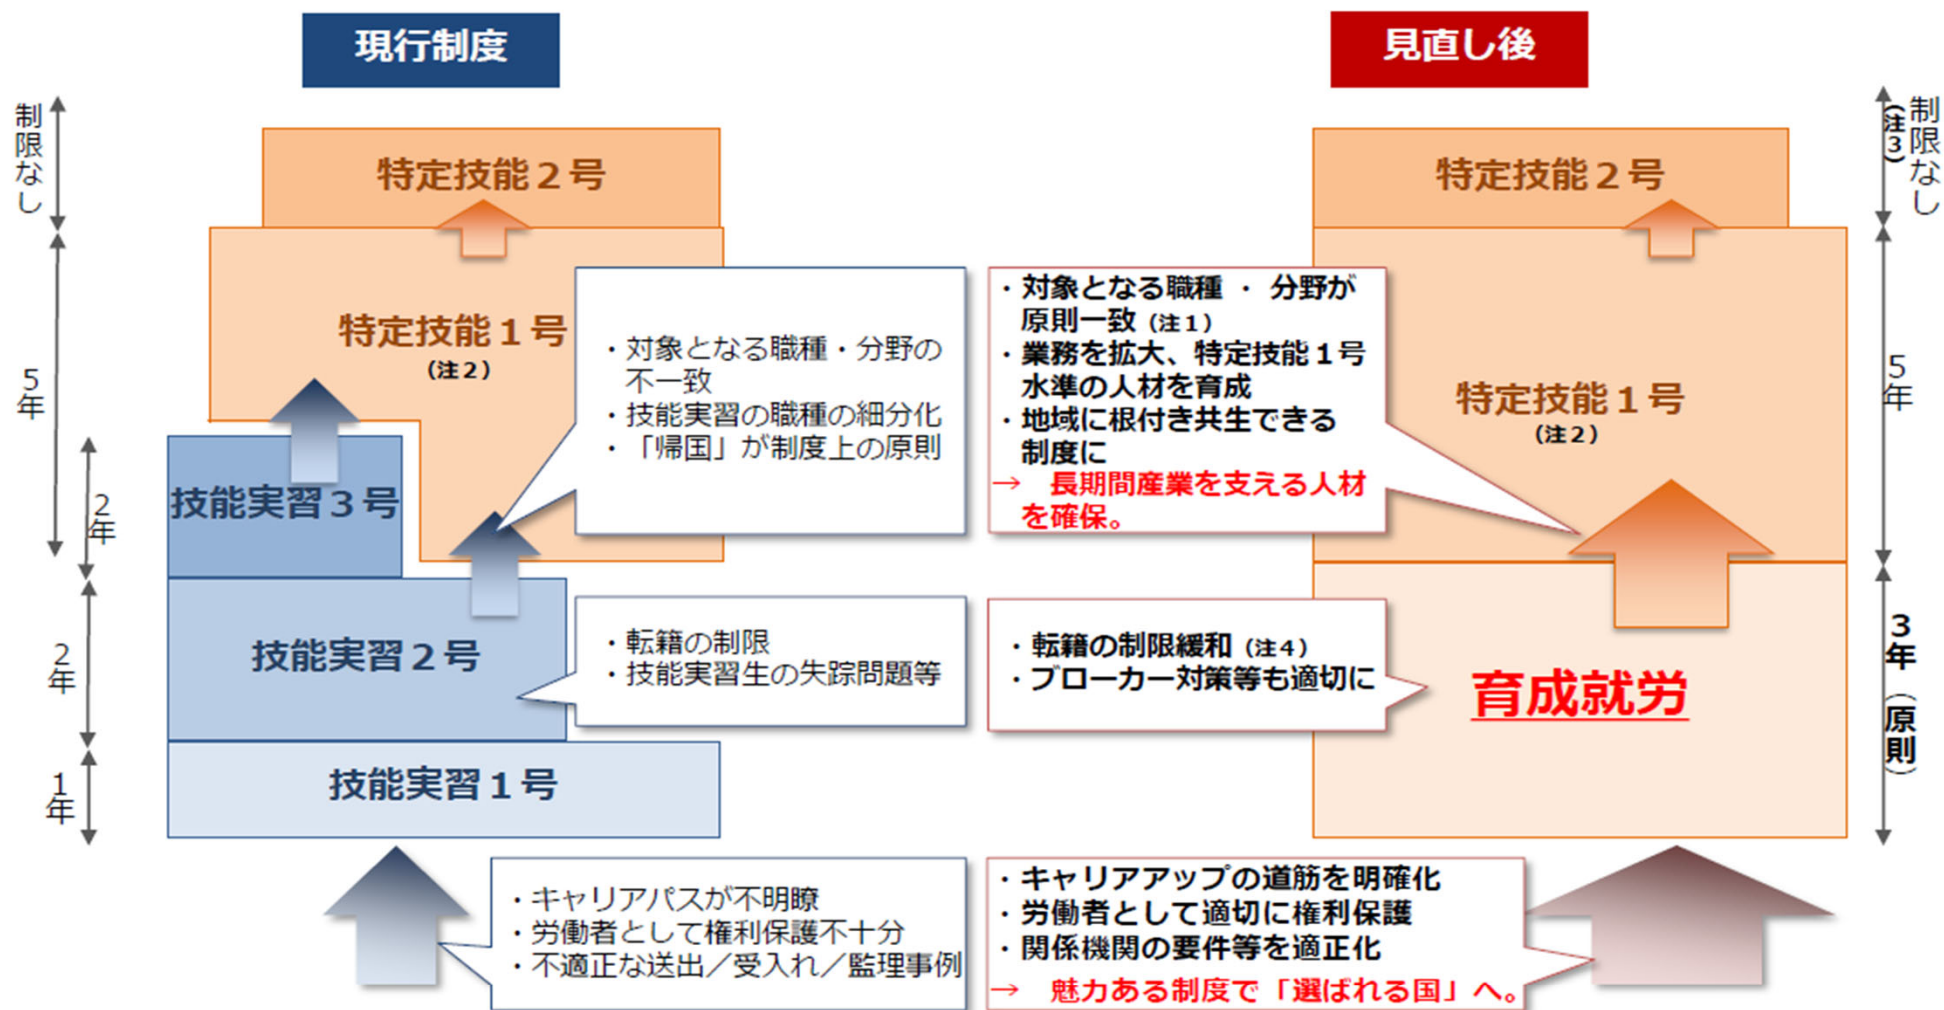 現行制度
制限なし
特定技能２号
5年
特定技能１号
（注２）
2年
技能実習３号
・対象となる職種・分野の
不一致
・技能実習の職種の細分化
・「帰国」が制度上の原則
2年
技能実習２号
・転籍の制限
・技能実習生の失踪問題等
1年
技能実習１号
・キャリアパスが不明瞭
・労働者として権利保護不十分
・不適正な送出／受入れ／監理事例
見直し後
制限なし
（注３）
特定技能２号
・対象となる職種 ・ 分野が
原則一致（注１）
・業務を拡大、特定技能１号
水準の人材を育成
・地域に根付き共生できる
制度に
→　長期間産業を支える人材
を確保。
特定技能１号
（注２）
5年
・転籍の制限緩和（注４）
・ブローカー対策等も適切に
育成就労
３年（原則）
・キャリアアップの道筋を明確化
・労働者として適切に権利保護
・関係機関の要件等を適正化
→　魅力ある制度で「選ばれる国」へ。